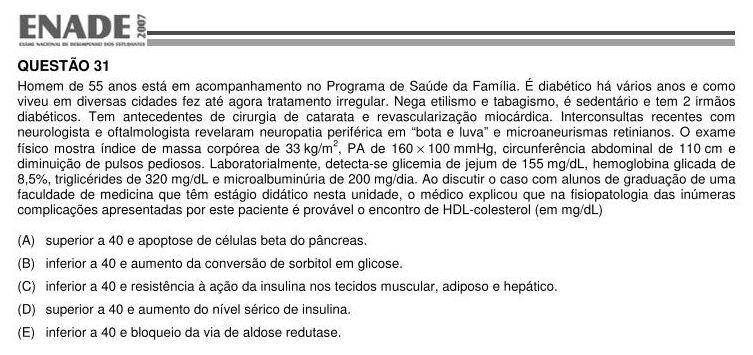 ENADE 2007
EXAME NACIONAL DE DESEMPENHO DOS ESTUDANTES
QUESTÃO 31
Homem de 55 anos está em acompanhamento no Programa de Saúde da Família. É diabético há vários anos e como
viveu em diversas cidades fez até agora tratamento irregular. Nega etilismo e tabagismo, é sedentário e tem 2 irmãos
diabéticos. Tem antecedentes de cirurgia de catarata e revascularização miocárdica. Interconsultas recentes com
neurologista e oftalmologista revelaram neuropatia periférica em “bota e luva” e microaneurismas retinianos. O exame
físico mostra índice de massa corpórea de 33 kg/m², PA de 160 × 100 mmHg, circunferência abdominal de 110 cm e
diminuição de pulsos pediosos. Laboratorialmente, detecta-se glicemia de jejum de 155 mg/dL, hemoglobina glicada de
8,5%, triglicérides de 320 mg/dL e microalbuminúria de 200 mg/dia. Ao discutir o caso com alunos de graduação de uma
faculdade de medicina que têm estágio didático nesta unidade, o médico explicou que na fisiopatologia das inúmeras
complicações apresentadas por este paciente é provável o encontro de HDL-colesterol (em mg/dL)
(A) superior a 40 e apoptose de células beta do pâncreas.
(B) inferior a 40 e aumento da conversão de sorbitol em glicose.
(C) inferior a 40 e resistência à ação da insulina nos tecidos muscular, adiposo e hepático.
(D) superior a 40 e aumento do nível sérico de insulina.
(E) inferior a 40 e bloqueio da via de aldose redutase.